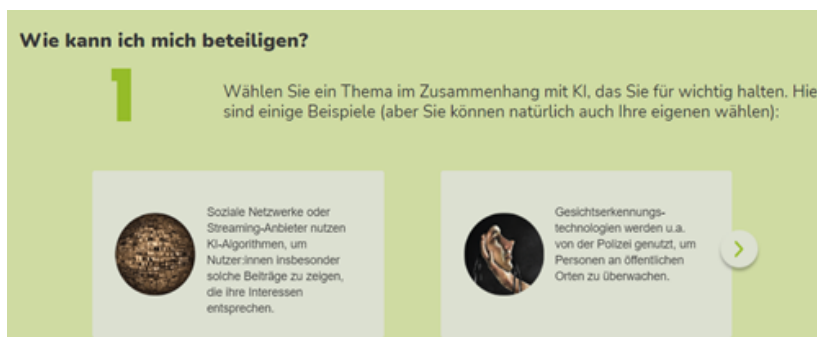 Wie kann ich mich beteiligen?
1
Wählen Sie ein Thema im Zusammenhang mit KI, das Sie für wichtig halten. Hie
sind einige Beispiele (aber Sie können natürlich auch Ihre eigenen wählen):
Soziale Netzwerke oder
Streaming-Anbieter nutzen
KI-Algorithmen, um
Nutzer:innen insbesonder
solche Beiträge zu zeigen,
die ihre Interessen
entsprechen.
Gesichtserkennungs-
technologien werden u.a.
von der Polizei genutzt, um
Personen an öffentlichen
Orten zu überwachen.